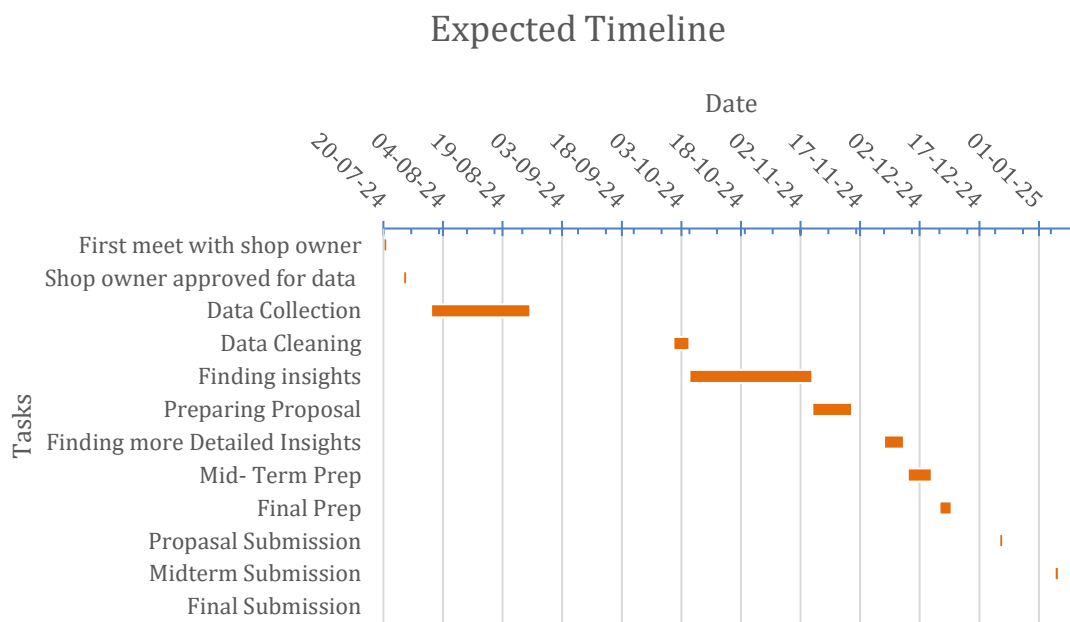 Expected Timeline
Date
20-07-24
04-08-24
19-08-24
03-09-24
18-09-24
03-10-24
18-10-24
02-11-24
17-11-24
02-12-24
17-12-24
01-01-25
Tasks
First meet with shop owner
Shop owner approved for data
Data Collection
Data Cleaning
Finding insights
Preparing Proposal
Finding more Detailed Insights
Mid- Term Prep
Final Prep
Propasal Submission
Midterm Submission
Final Submission